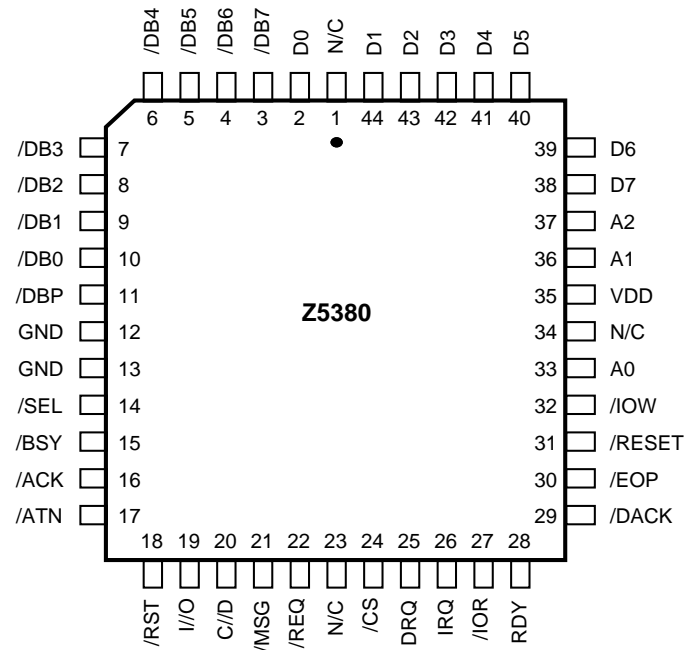 /DB4 /DB5 /DB6 /DB7 D0 N/C D1 D2 D3 D4 D5
6 5 4 3 2 1 44 43 42 41 40
/DB3 7 39 D6
/DB2 8 38 D7
/DB1 9 37 A2
/DB0 10 36 A1
/DBP 11 35 VDD
Z5380
GND 12 34 N/C
GND 13 33 A0
/SEL 14 32 /IOW
/BSY 15 31 /RESET
/ACK 16 30 /EOP
/ATN 17 29 /DACK
18 19 20 21 22 23 24 25 26 27 28
/RST I//O C//D /MSG /REQ N/C /CS DRQ IRQ /IOR RDY